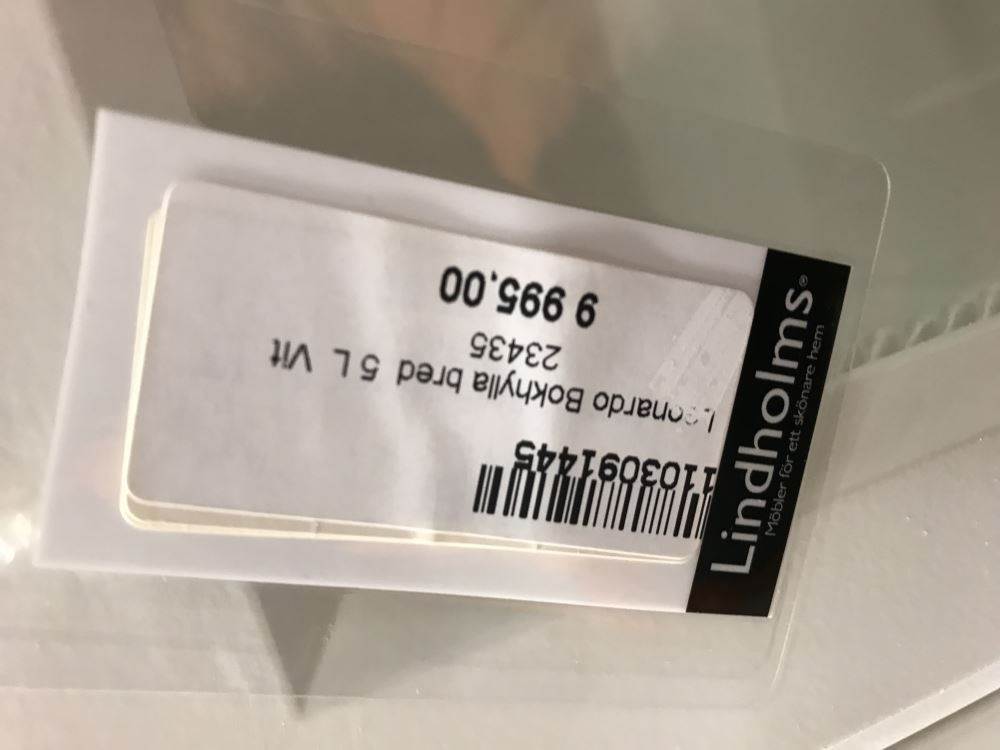 Lindholms®
Möbler för ett skönare hem
1103091445
Leonardo Bokhylla bred 5 L Vit
23435
9 995.00